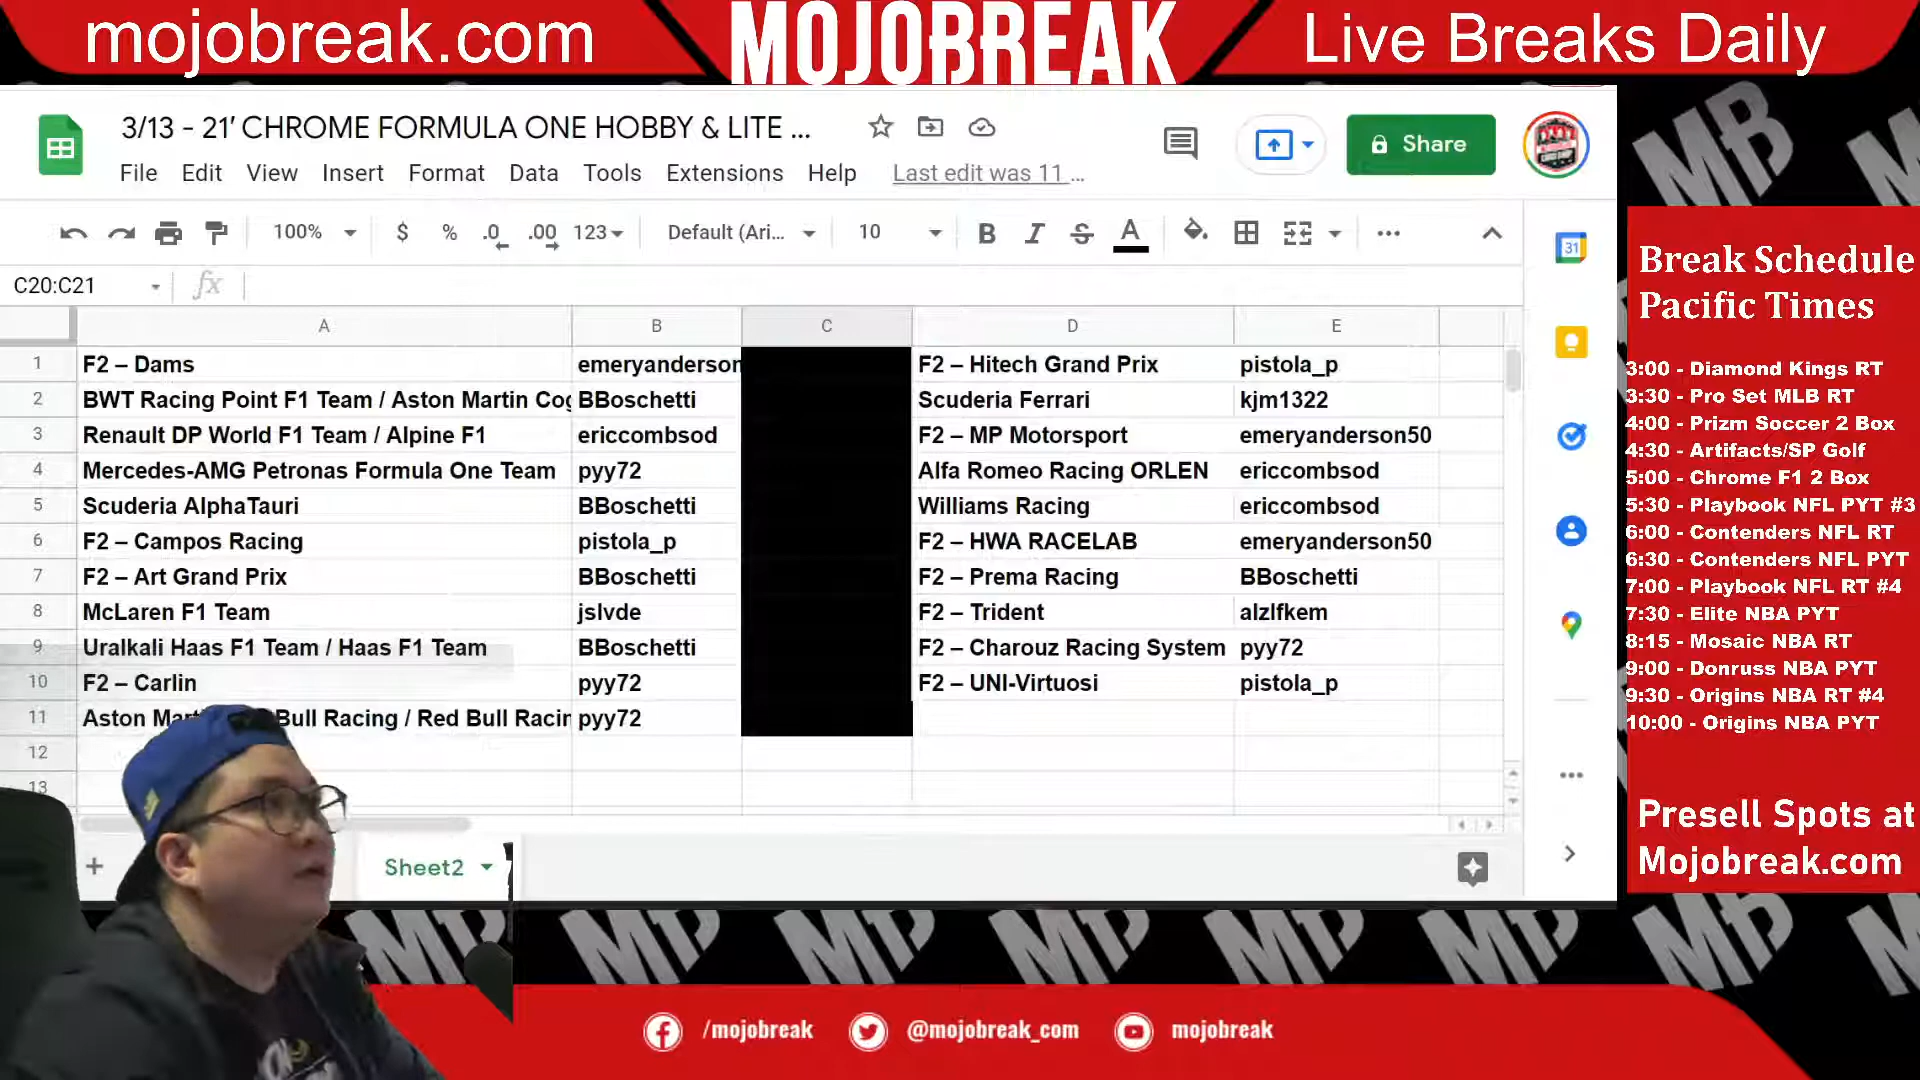 mojobreak.com
MOJOBREAK
Live Breaks Daily
3/13 - 21' CHROME FORMULA ONE HOBBY & LITE ...
Share
File Edit View Insert Format Data Tools Extensions Help Last edit was 11 ...
100% $ % .0 .00 123 Default (Ari... 10 B I S A
31
C20:C21 fx
A B C D E
1 F2 – Dams emeryanderson F2 – Hitech Grand Prix pistola_p
2 BWT Racing Point F1 Team / Aston Martin Cog BBoschetti Scuderia Ferrari kjm1322
3 Renault DP World F1 Team / Alpine F1 ericcombsod F2 – MP Motorsport emeryanderson50
4 Mercedes-AMG Petronas Formula One Team pyy72 Alfa Romeo Racing ORLEN ericcombsod
5 Scuderia AlphaTauri BBoschetti Williams Racing ericcombsod
6 F2 – Campos Racing pistola_p F2 – HWA RACELAB emeryanderson50
7 F2 – Art Grand Prix BBoschetti F2 – Prema Racing BBoschetti
8 McLaren F1 Team jslvde F2 – Trident alzlfkem
9 Uralkali Haas F1 Team / Haas F1 Team BBoschetti F2 – Charouz Racing System pyy72
10 F2 – Carlin pyy72 F2 – UNI-Virtuosi pistola_p
11 Aston Mar Bull Racing / Red Bull Racin pyy72
12
13
Sheet2
Break Schedule
Pacific Times
3:00 - Diamond Kings RT
3:30 - Pro Set MLB RT
4:00 - Prizm Soccer 2 Box
4:30 - Artifacts/SP Golf
5:00 - Chrome F1 2 Box
5:30 - Playbook NFL PYT #3
6:00 - Contenders NFL RT
6:30 - Contenders NFL PYT
7:00 - Playbook NFL RT #4
7:30 - Elite NBA PYT
8:15 - Mosaic NBA RT
9:00 - Donruss NBA PYT
9:30 - Origins NBA RT #4
10:00 - Origins NBA PYT
Presell Spots at
Mojobreak.com
/mojobreak @mojobreak_com mojobreak